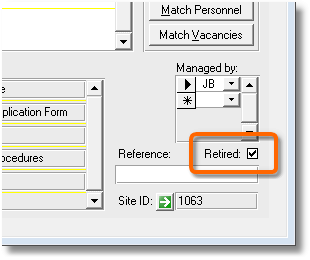 Match Personnel
Match Vacancies
Managed by:
e
JB
plication Form
ocedures
Reference:
Retired:
Site ID:
1063